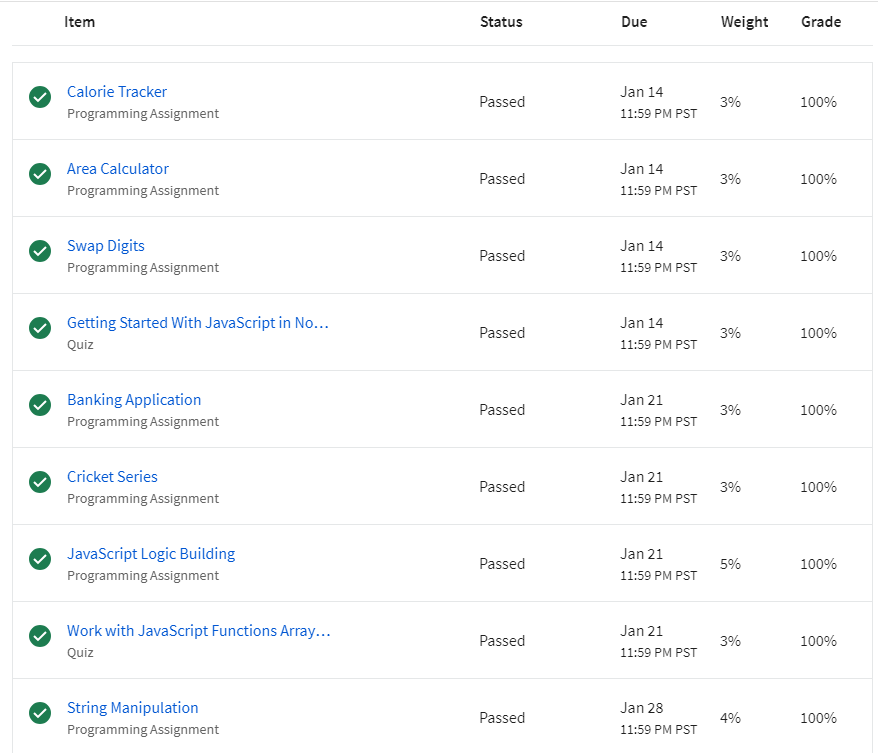 Item Status Due Weight Grade
Calorie Tracker
Programming Assignment
Passed
Jan 14
11:59 PM PST
3%
100%
Area Calculator
Programming Assignment
Passed
Jan 14
11:59 PM PST
3%
100%
Swap Digits
Programming Assignment
Passed
Jan 14
11:59 PM PST
3%
100%
Getting Started With JavaScript in No…
Quiz
Passed
Jan 14
11:59 PM PST
3%
100%
Banking Application
Programming Assignment
Passed
Jan 21
11:59 PM PST
3%
100%
Cricket Series
Programming Assignment
Passed
Jan 21
11:59 PM PST
3%
100%
JavaScript Logic Building
Programming Assignment
Passed
Jan 21
11:59 PM PST
5%
100%
Work with JavaScript Functions Array…
Quiz
Passed
Jan 21
11:59 PM PST
3%
100%
String Manipulation
Programming Assignment
Passed
Jan 28
11:59 PM PST
4%
100%